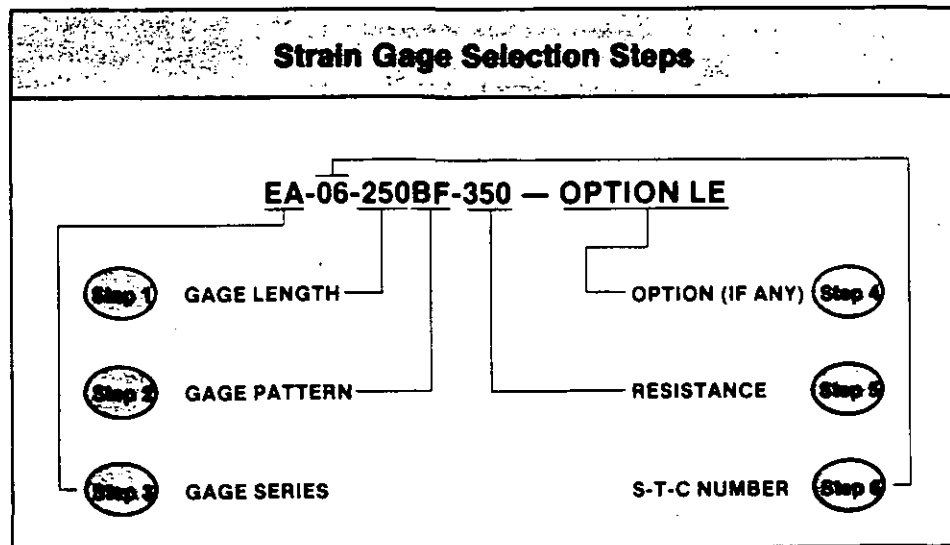 Strain Gage Selection Steps
EA-06-250BF-350 — OPTION LE
Step 1 GAGE LENGTH
OPTION (IF ANY) Step 4
Step 2 GAGE PATTERN
RESISTANCE Step 5
Step 3 GAGE SERIES
S-T-C NUMBER Step 6